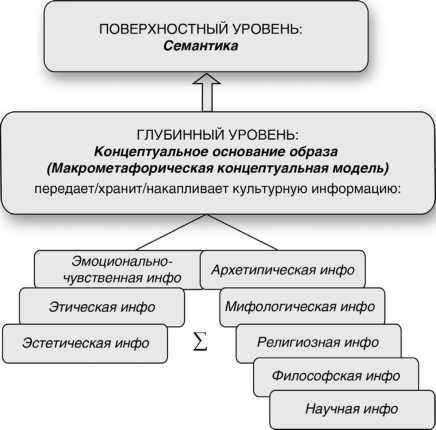 ПОВЕРХНОСТНЫЙ УРОВЕНЬ:
Семантика
ГЛУБИННЫЙ УРОВЕНЬ:
Концептуальное основание образа
(Макрометафорическая концептуальная модель)
передает/хранит/накапливает культурную информацию:
Эмоционально-
чувственная инфо
Этическая инфо
Эстетическая инфо
∑
Архетипическая инфо
Мифологическая инфо
Религиозная инфо
Философская инфо
Научная инфо